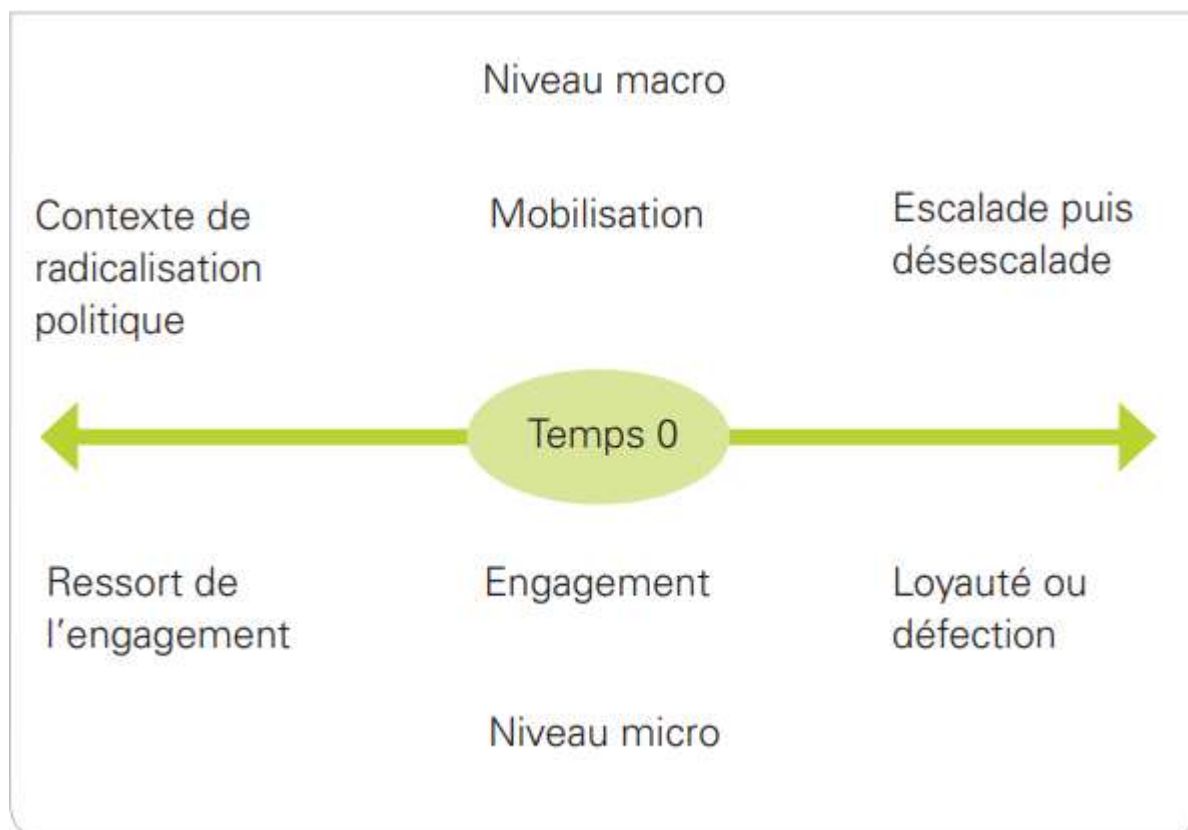 Niveau macro
Contexte de
radicalisation
politique
Mobilisation
Escalade puis
désescalade
Temps 0
Ressort de
l'engagement
Engagement
Loyauté ou
défection
Niveau micro